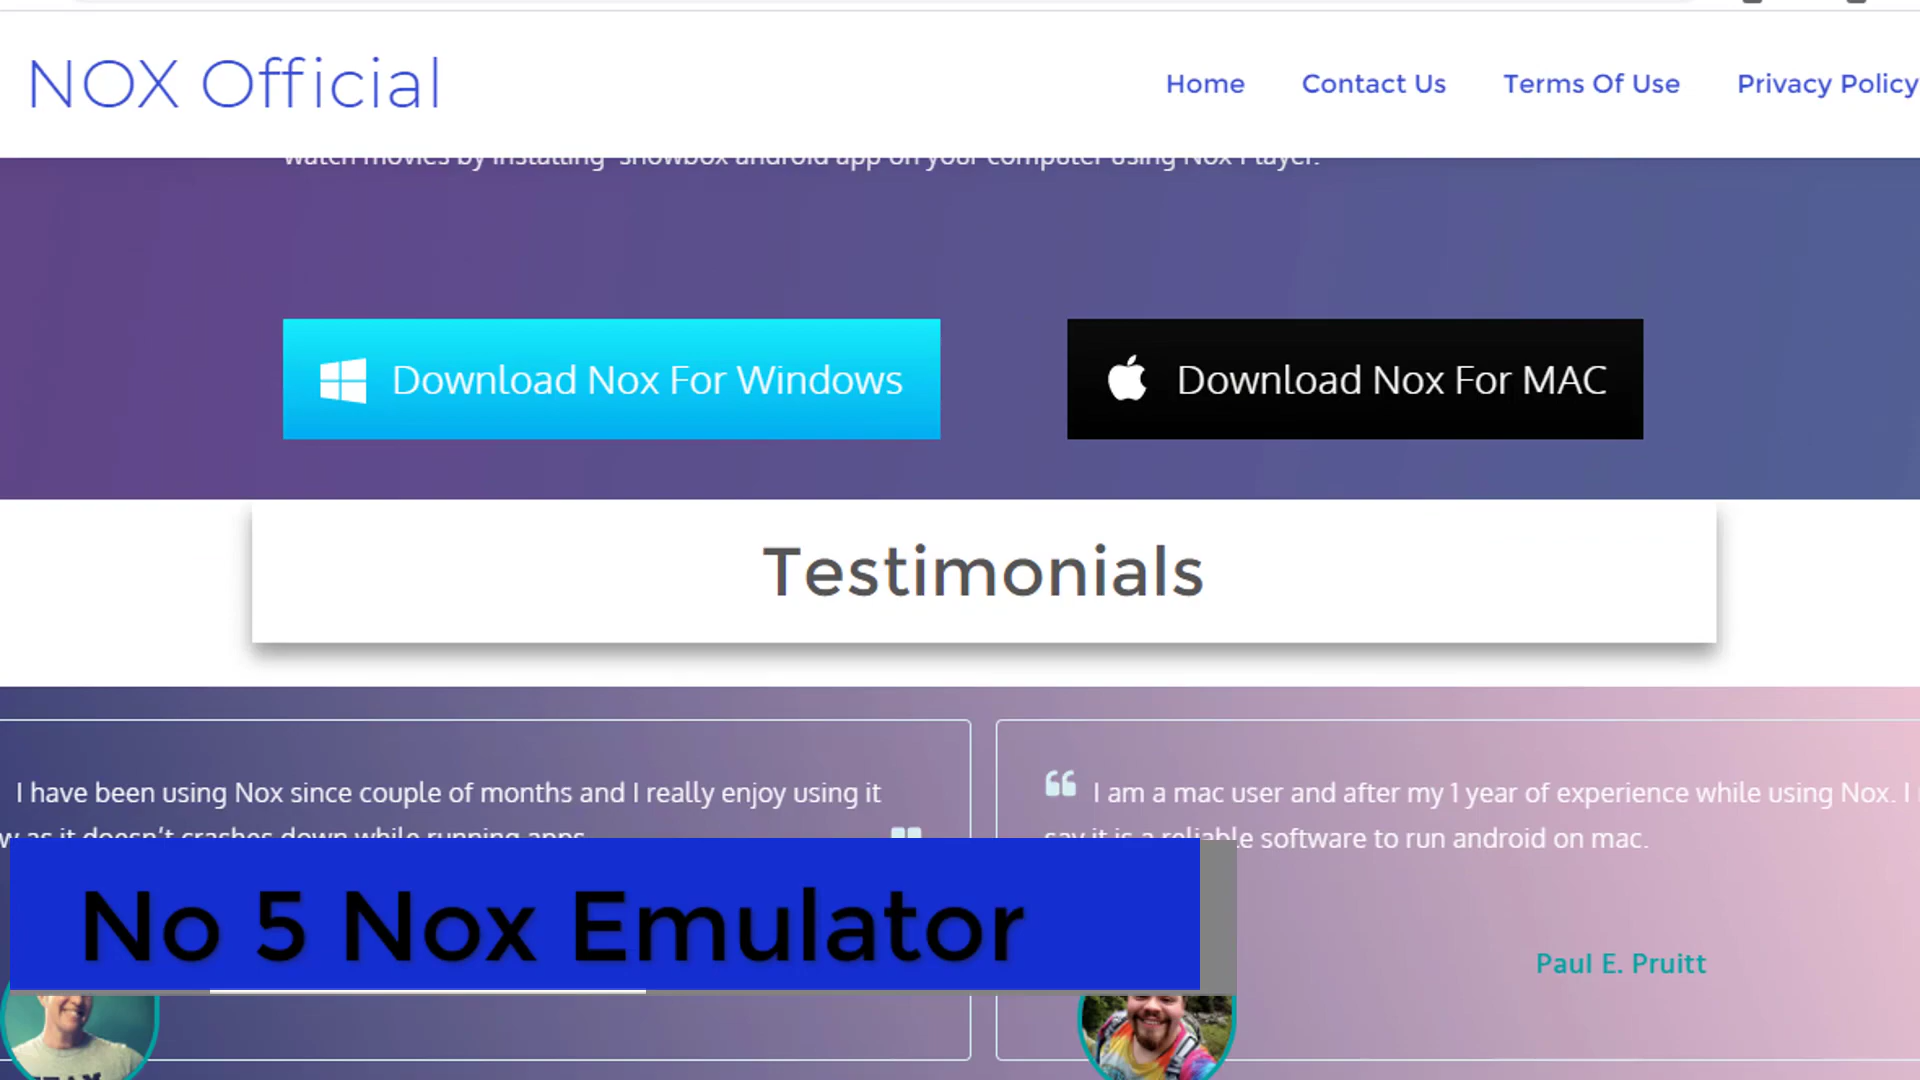 NOX Official
Home Contact Us Terms Of Use Privacy Policy
watch movies by installing showbox android app on your computer using Nox Player.
Download Nox For Windows
Download Nox For MAC
Testimonials
I have been using Nox since couple of months and I really enjoy using it
as it doesn't crashes down while running apps
“ I am a mac user and after my 1 year of experience while using Nox. I
say it is a reliable software to run android on mac.
No 5 Nox Emulator
Paul E. Pruitt